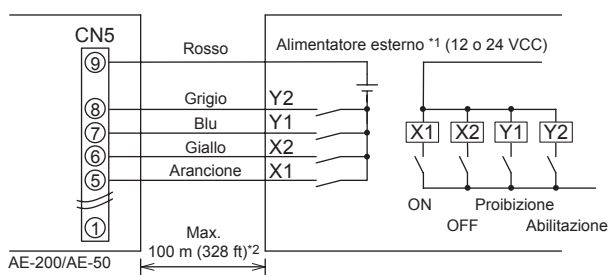 CN5
9
Rosso
Alimentatore esterno *1 (12 o 24 VCC)
8
Grigio
Y2
7
Blu
Y1
6
Giallo
X2
5
Arancione
X1
1
X1 X2 Y1 Y2
ON
Proibizione
OFF
Abilitazione
Max.
100 m (328 ft)*2
AE-200/AE-50